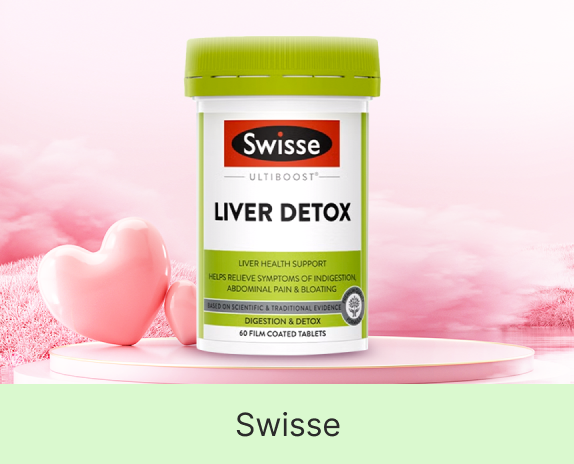 Swisse
ULTIBOOST®
LIVER DETOX
LIVER HEALTH SUPPORT
HELPS RELIEVE SYMPTOMS OF INDIGESTION,
ABDOMINAL PAIN & BLOATING
BASED ON SCIENTIFIC & TRADITIONAL EVIDENCE
DIGESTION & DETOX
60 FILM COATED TABLETS
Swisse